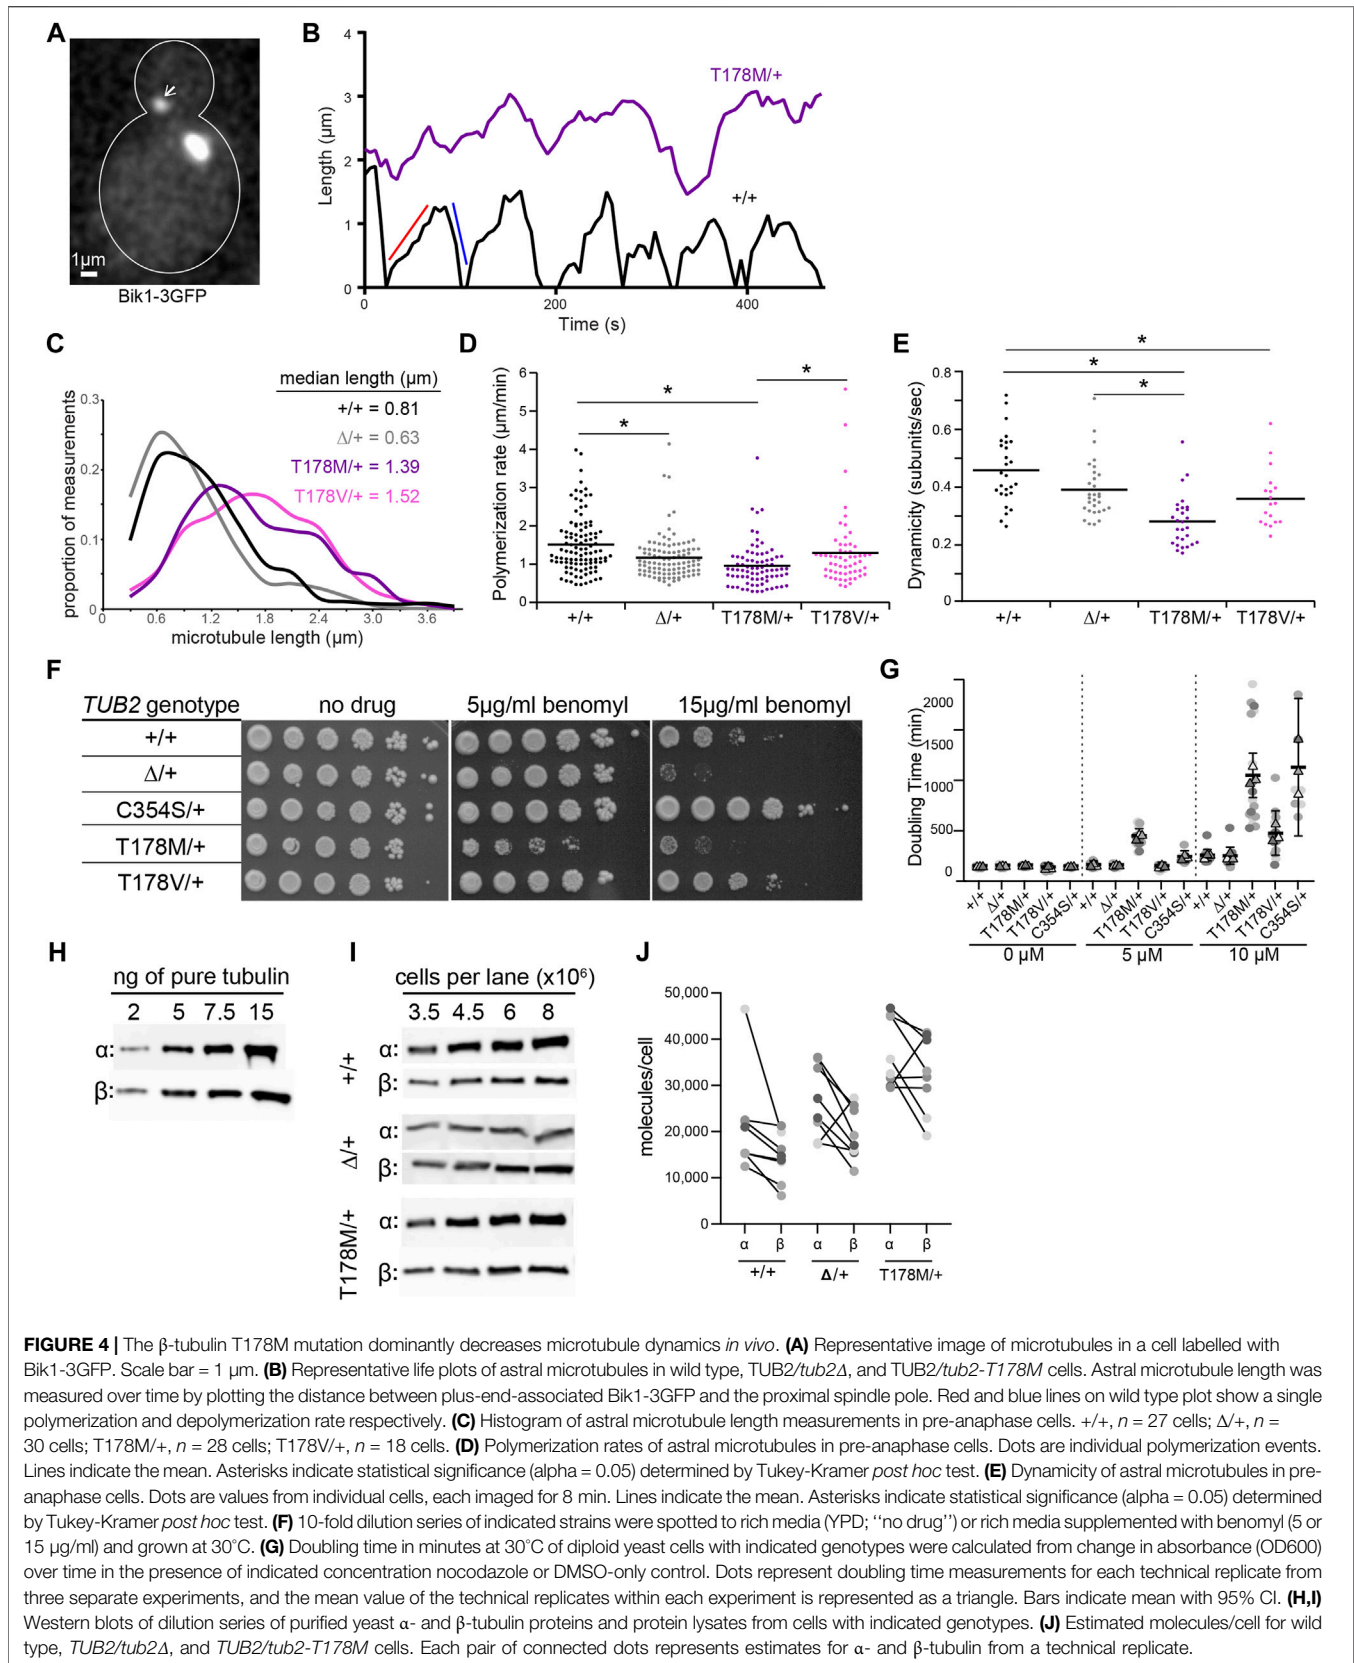 A
1µm
Bik1-3GFP
B
4
3
2
1
0
Length (µm)
T178M/+
+/+
0
200
400
Time (s)
C
median length (µm)
+/+ = 0.81
Δ/+ = 0.63
T178M/+ = 1.39
T178V/+ = 1.52
proportion of measurements
0.3
0.2
0.1
0
0
0.6
1.2
1.8
2.4
3.0
3.6
microtubule length (µm)
D
Polymerization rate (µm/min)
6
5
4
3
2
1
0
*
*
*
+/+
Δ/+
T178M/+
T178V/+
E
Dynamicity (subunits/sec)
0.8
0.6
0.4
0.2
0
*
*
*
+/+
Δ/+
T178M/+
T178V/+
F
TUB2 genotype
no drug
5µg/ml benomyl
15µg/ml benomyl
+/+
Δ/+
C354S/+
T178M/+
T178V/+
G
Doubling Time (min)
2000
1500
1000
500
0
+/+
Δ/+
T178M/+
T178V/+
C354S/+
+/+
Δ/+
T178M/+
T178V/+
C354S/+
+/+
Δ/+
T178M/+
T178V/+
C354S/+
0 µM
5 µM
10 µM
H
ng of pure tubulin
2 5 7.5 15
α:
β:
I
cells per lane (x10⁶)
3.5 4.5 6 8
+/+
α:
β:
Δ/+
α:
β:
T178M/+
α:
β:
J
molecules/cell
50,000
40,000
30,000
20,000
10,000
0
α β
α β
α β
+/+
Δ/+
T178M/+
FIGURE 4 | The β-tubulin T178M mutation dominantly decreases microtubule dynamics in vivo. (A) Representative image of microtubules in a cell labelled with
Bik1-3GFP. Scale bar = 1 µm. (B) Representative life plots of astral microtubules in wild type, TUB2/tub2Δ, and TUB2/tub2-T178M cells. Astral microtubule length was
measured over time by plotting the distance between plus-end-associated Bik1-3GFP and the proximal spindle pole. Red and blue lines on wild type plot show a single
polymerization and depolymerization rate respectively. (C) Histogram of astral microtubule length measurements in pre-anaphase cells. +/+, n = 27 cells; Δ/+, n =
30 cells; T178M/+, n = 28 cells; T178V/+, n = 18 cells. (D) Polymerization rates of astral microtubules in pre-anaphase cells. Dots are individual polymerization events.
Lines indicate the mean. Asterisks indicate statistical significance (alpha = 0.05) determined by Tukey-Kramer post hoc test. (E) Dynamicity of astral microtubules in pre-
anaphase cells. Dots are values from individual cells, each imaged for 8 min. Lines indicate the mean. Asterisks indicate statistical significance (alpha = 0.05) determined
by Tukey-Kramer post hoc test. (F) 10-fold dilution series of indicated strains were spotted to rich media (YPD; ‘‘no drug’’) or rich media supplemented with benomyl (5 or
15 µg/ml) and grown at 30°C. (G) Doubling time in minutes at 30°C of diploid yeast cells with indicated genotypes were calculated from change in absorbance (OD600)
over time in the presence of indicated concentration nocodazole or DMSO-only control. Dots represent doubling time measurements for each technical replicate from
three separate experiments, and the mean value of the technical replicates within each experiment is represented as a triangle. Bars indicate mean with 95% CI. (H,I)
Western blots of dilution series of purified yeast α- and β-tubulin proteins and protein lysates from cells with indicated genotypes. (J) Estimated molecules/cell for wild
type, TUB2/tub2Δ, and TUB2/tub2-T178M cells. Each pair of connected dots represents estimates for α- and β-tubulin from a technical replicate.